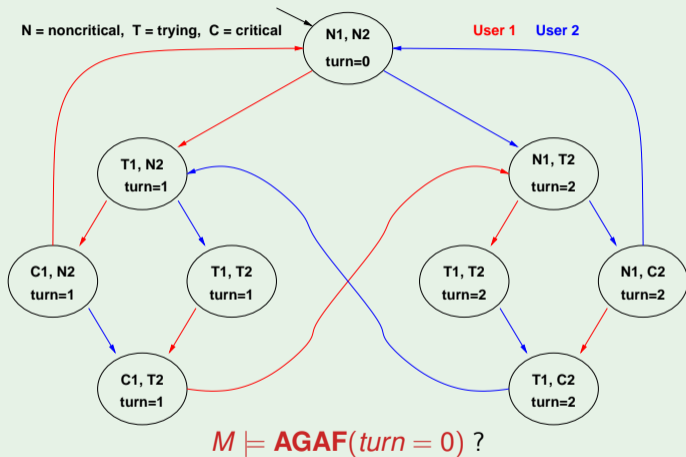 N = noncritical, T = trying, C = critical
User 1 User 2
N1, N2
turn=0
T1, N2
turn=1
N1, T2
turn=2
C1, N2
turn=1
T1, T2
turn=1
T1, T2
turn=2
N1, C2
turn=2
C1, T2
turn=1
T1, C2
turn=2
M ⊨ AGAF(turn = 0) ?